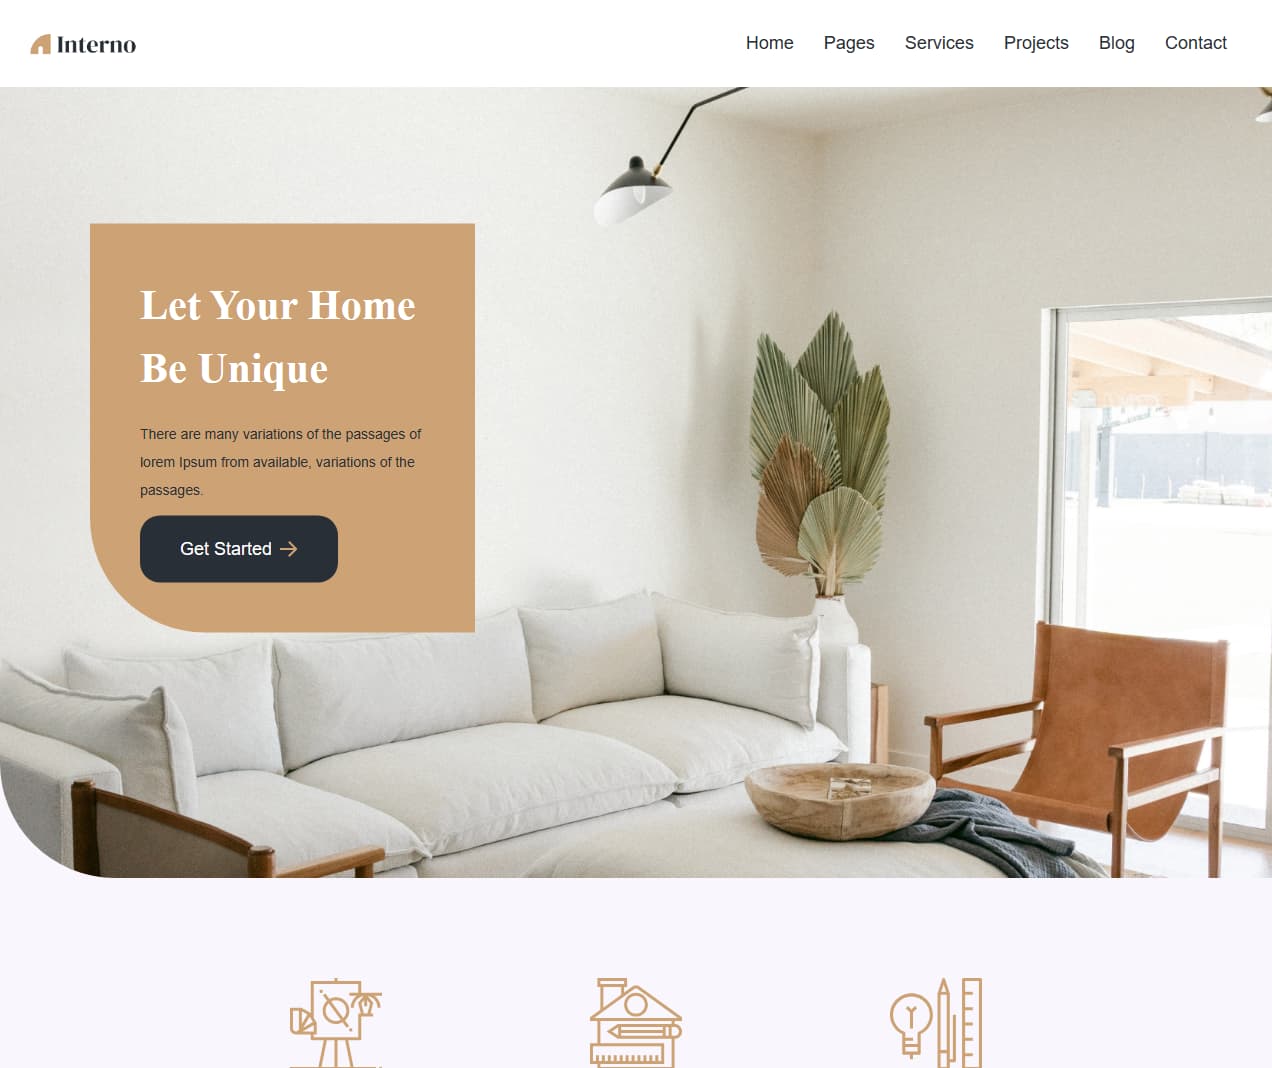 Interno
Home Pages Services Projects Blog Contact
Let Your Home
Be Unique
There are many variations of the passages of
lorem Ipsum from available, variations of the
passages.
Get Started